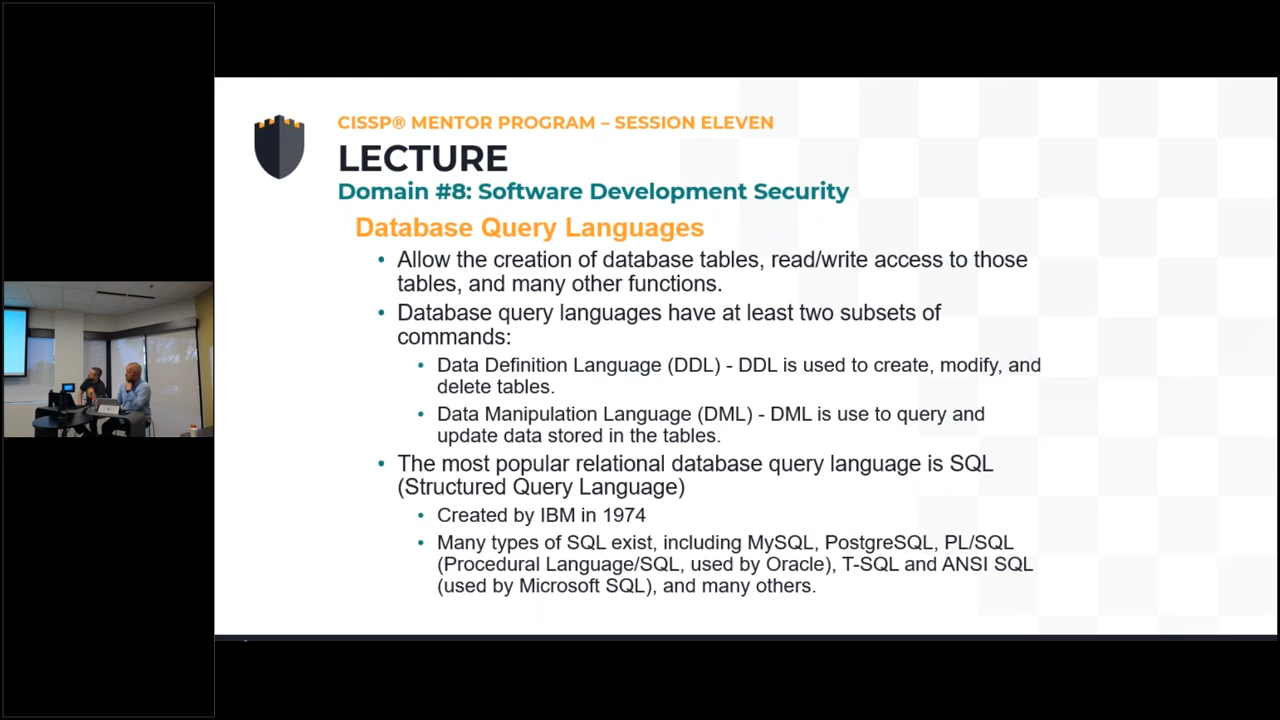 CISSP® MENTOR PROGRAM – SESSION ELEVEN
LECTURE
Domain #8: Software Development Security
Database Query Languages
• Allow the creation of database tables, read/write access to those
tables, and many other functions.
• Database query languages have at least two subsets of
commands:
• Data Definition Language (DDL) - DDL is used to create, modify, and
delete tables.
• Data Manipulation Language (DML) - DML is use to query and
update data stored in the tables.
• The most popular relational database query language is SQL
(Structured Query Language)
• Created by IBM in 1974
• Many types of SQL exist, including MySQL, PostgreSQL, PL/SQL
(Procedural Language/SQL, used by Oracle), T-SQL and ANSI SQL
(used by Microsoft SQL), and many others.